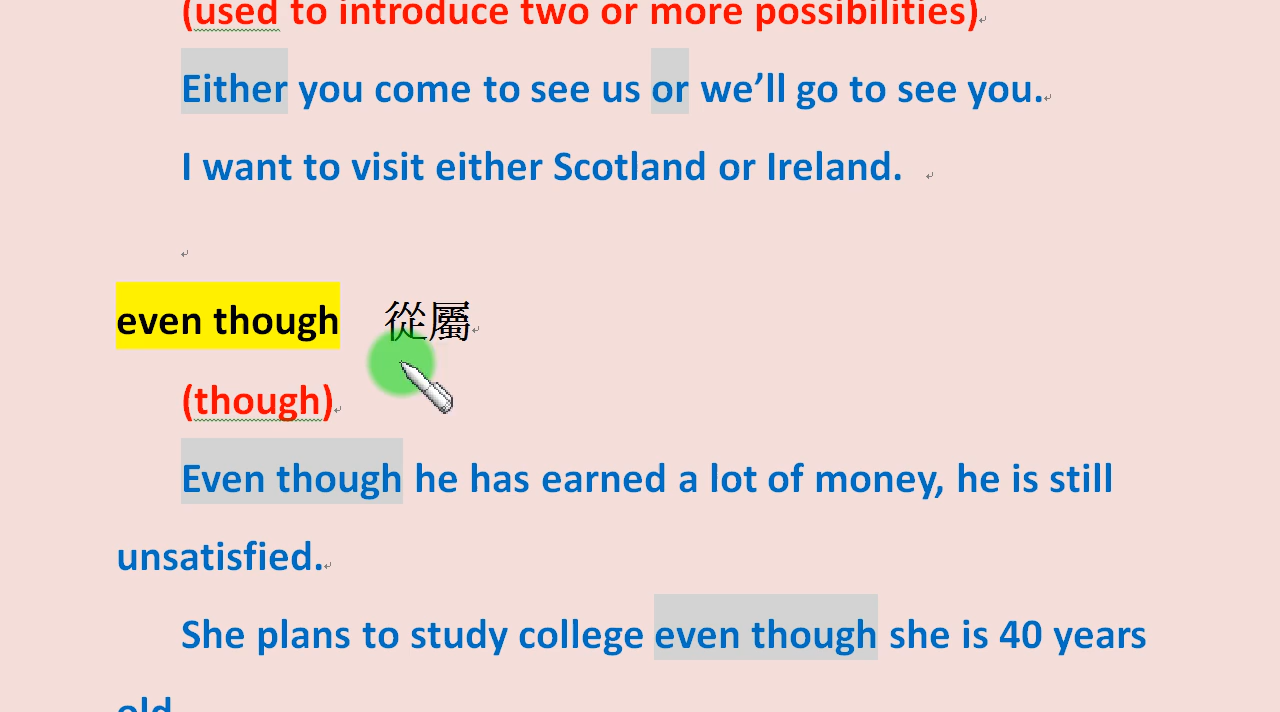 (used to introduce two or more possibilities)
Either you come to see us or we’ll go to see you.
I want to visit either Scotland or Ireland.
even though 從屬
(though)
Even though he has earned a lot of money, he is still
unsatisfied.
She plans to study college even though she is 40 years
old